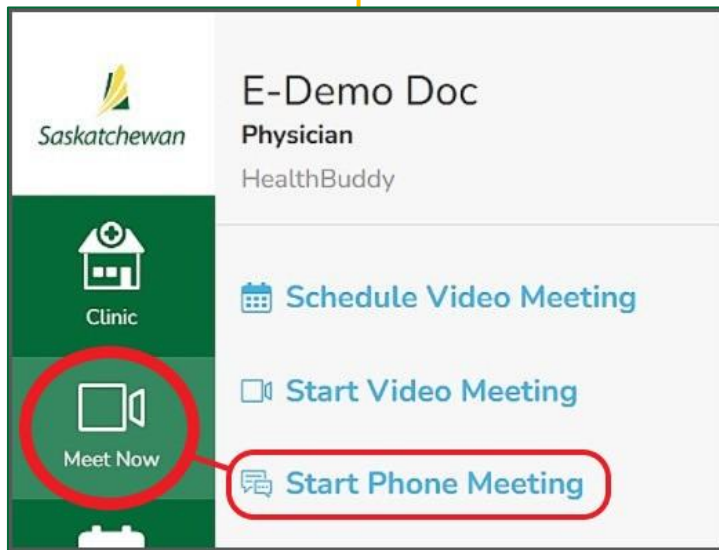 Saskatchewan
E-Demo Doc
Physician
HealthBuddy
Clinic
Meet Now
Schedule Video Meeting
Start Video Meeting
Start Phone Meeting